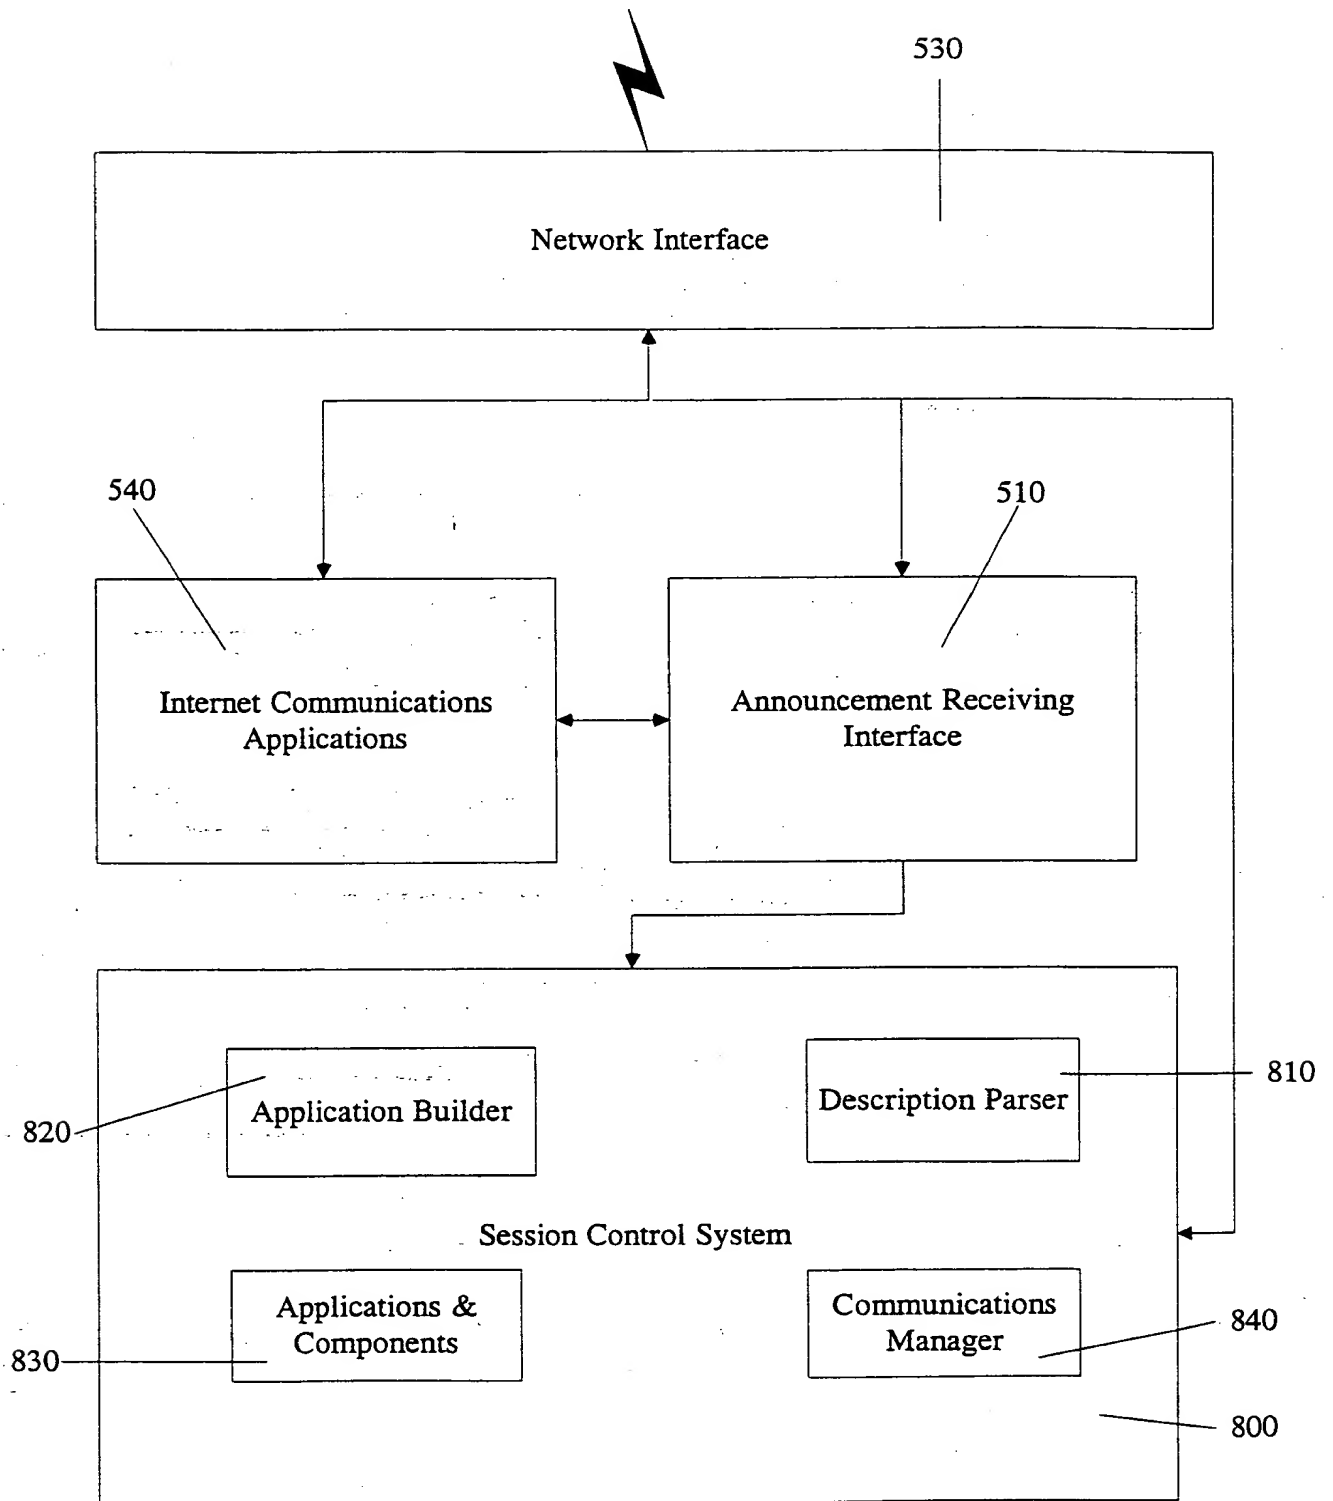 530
Network Interface
540
510
Internet Communications
Applications
Announcement Receiving
Interface
Application Builder
Description Parser
810
820
Session Control System
Applications &
Components
Communications
Manager
840
830
800